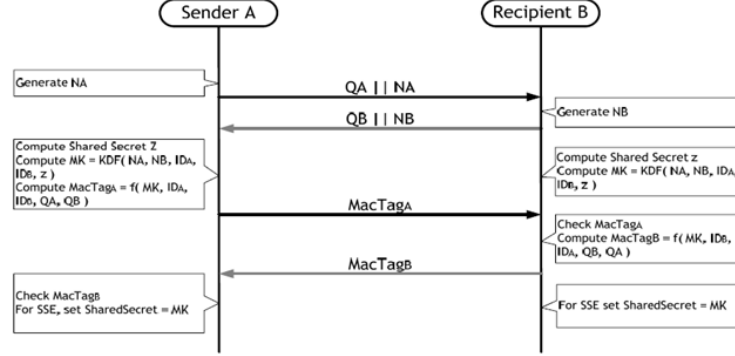 Sender A
Recipient B
Generate NA
QA || NA
Generate NB
QB || NB
Compute Shared Secret Z
Compute MK = KDF( NA, NB, IDA,
IDB, z )
Compute MacTagA = f( MK, IDA,
IDB, QA, QB )
Compute Shared Secret z
Compute MK = KDF( NA, NB, IDA,
IDB, z )
MacTagA
Check MacTagA
Compute MacTagB = f( MK, IDB,
IDA, QB, QA )
MacTagB
Check MacTagB
For SSE, set SharedSecret = MK
For SSE set SharedSecret = MK